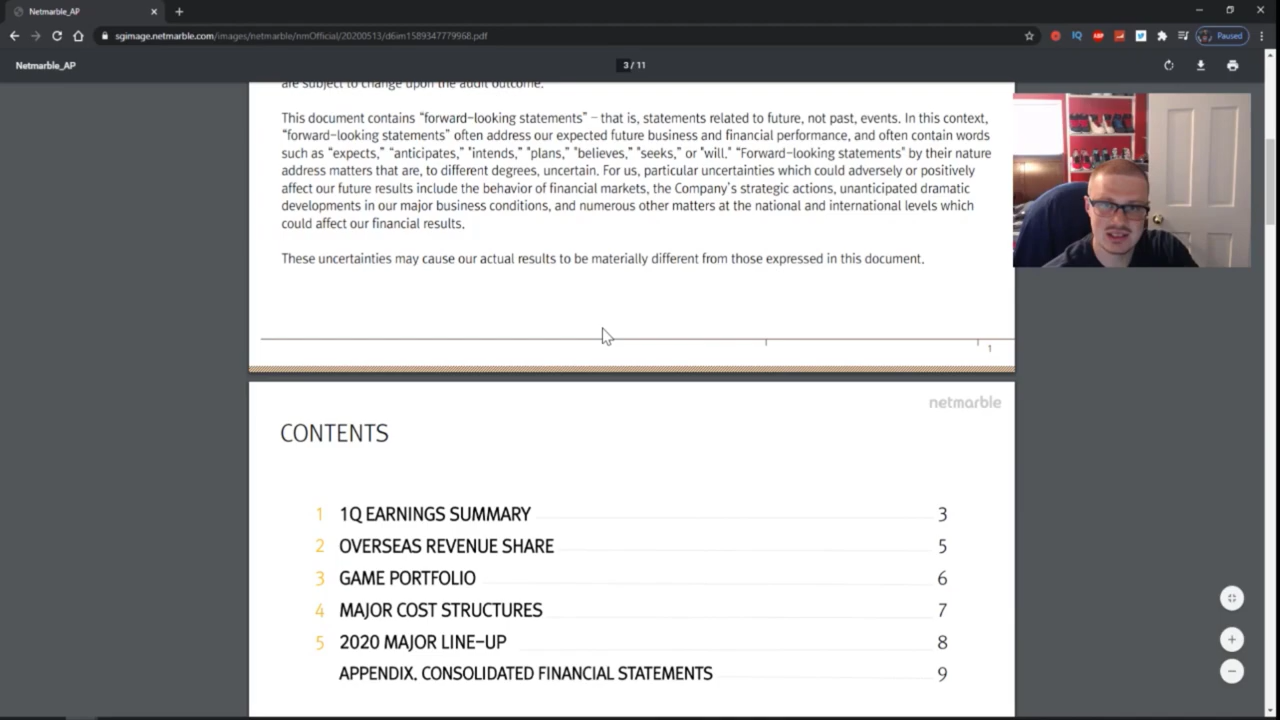 Netmarble_AP
sgimage.netmarble.com/images/netmarble/nmOfficial/20200513/d6im1589347779968.pdf
Paused
Netmarble_AP
3 / 11
are subject to change upon the audit outcome.
This document contains “forward-looking statements” – that is, statements related to future, not past, events. In this context,
“forward-looking statements” often address our expected future business and financial performance, and often contain words
such as “expects,” “anticipates,” “intends,” “plans,” “believes,” “seeks,” or “will.” “Forward-looking statements” by their nature
address matters that are, to different degrees, uncertain. For us, particular uncertainties which could adversely or positively
affect our future results include the behavior of financial markets, the Company's strategic actions, unanticipated dramatic
developments in our major business conditions, and numerous other matters at the national and international levels which
could affect our financial results.
These uncertainties may cause our actual results to be materially different from those expressed in this document.
1
netmarble
CONTENTS
1 1Q EARNINGS SUMMARY 3
2 OVERSEAS REVENUE SHARE 5
3 GAME PORTFOLIO 6
4 MAJOR COST STRUCTURES 7
5 2020 MAJOR LINE-UP 8
APPENDIX. CONSOLIDATED FINANCIAL STATEMENTS 9